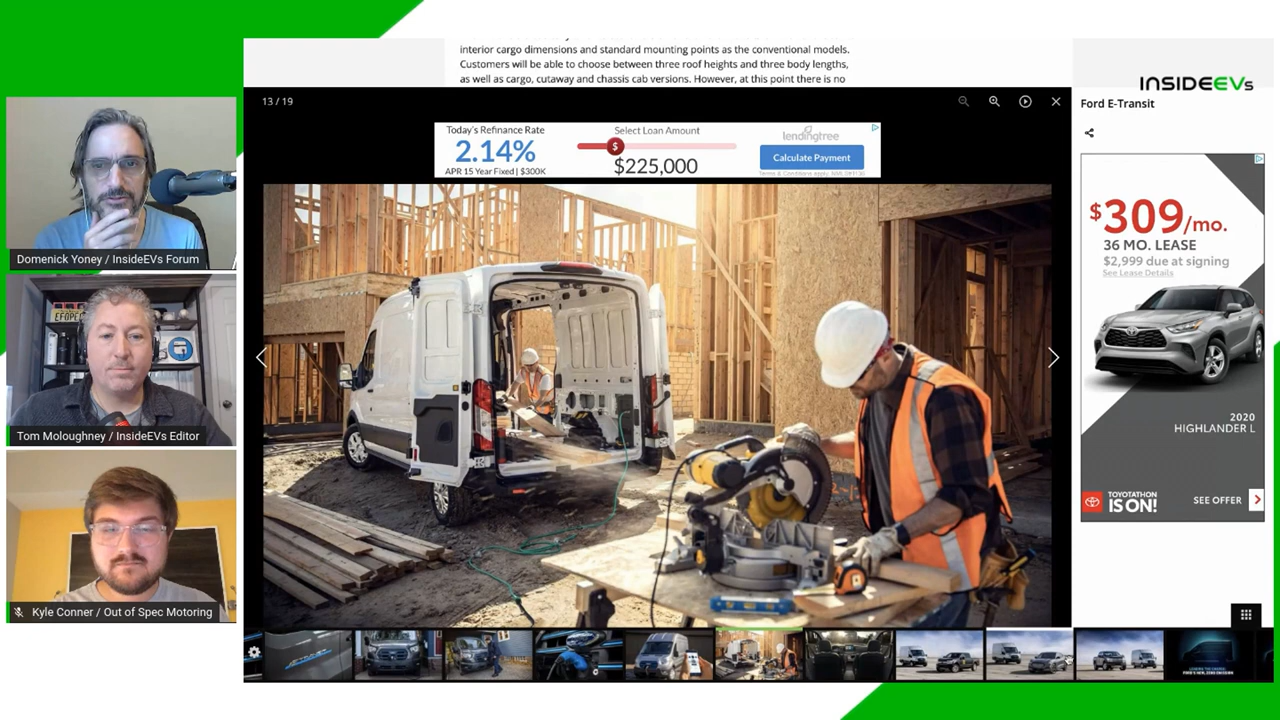 interior cargo dimensions and standard mounting points as the conventional models.
Customers will be able to choose between three roof heights and three body lengths,
as well as cargo, cutaway and chassis cab versions. However, at this point there is no
INSIDEEVs
13 / 19
Ford E-Transit
Today's Refinance Rate
2.14%
APR 15 Year Fixed | $300K
Select Loan Amount
$
$225,000
lendingtree
Calculate Payment
$309/mo.
36 MO. LEASE
$2,999 due at signing
See Lease Details
2020
HIGHLANDER L
TOYOTATHON
IS ON!
SEE OFFER
Domenick Yoney / InsideEVs Forum
Tom Moloughney / InsideEVs Editor
Kyle Conner / Out of Spec Motoring